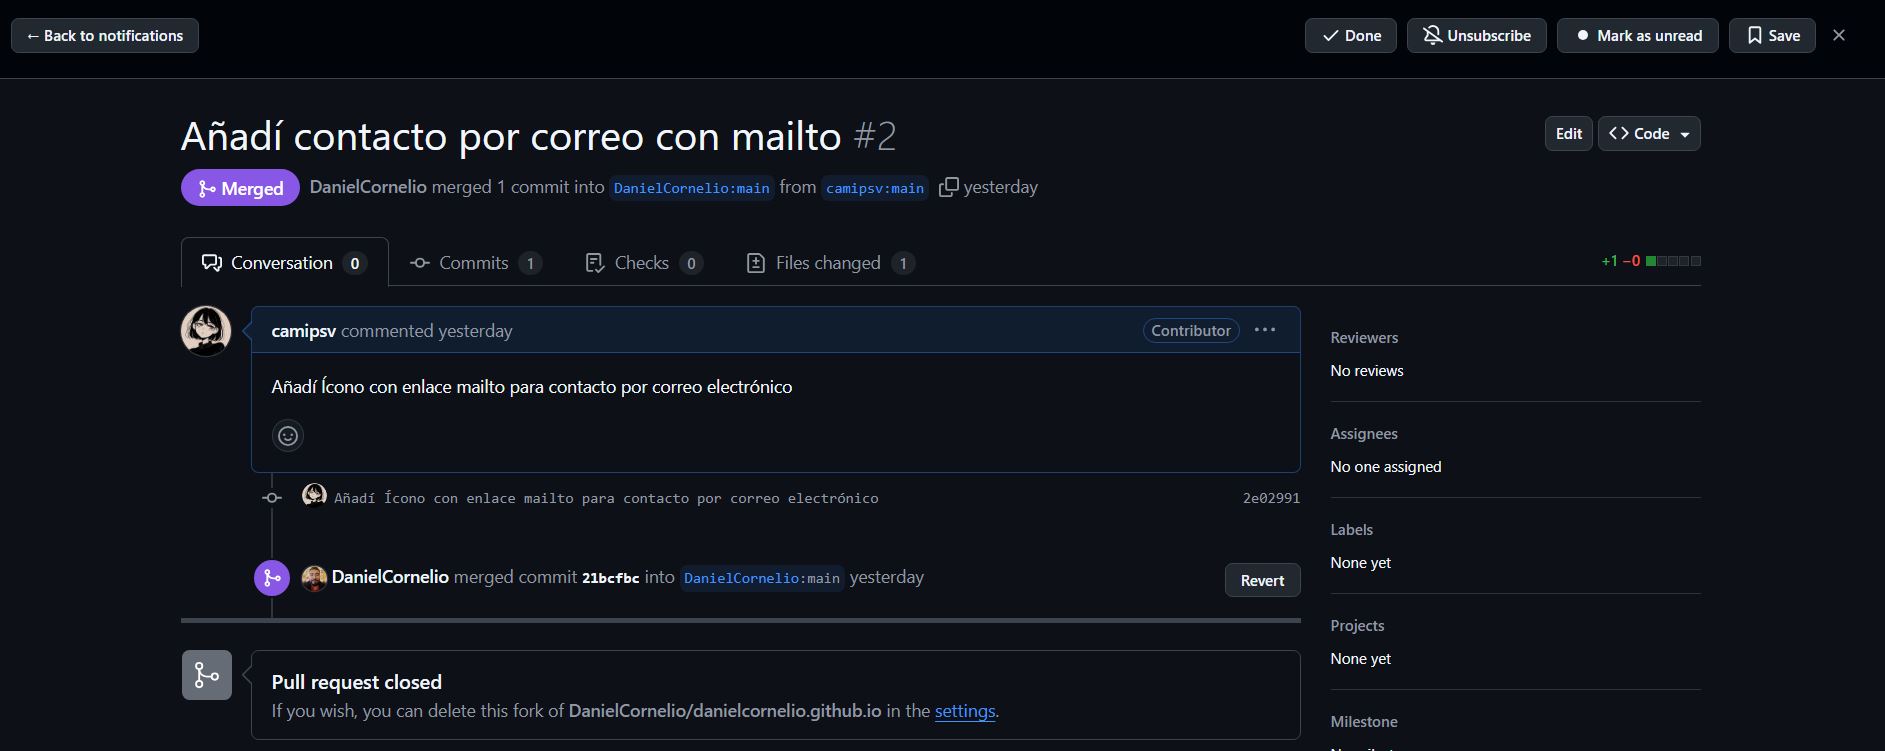 ← Back to notifications
Done
Unsubscribe
Mark as unread
Save
Añadí contacto por correo con mailto #2
Edit
Code
Merged
DanielCornelio merged 1 commit into DanielCornelio:main from camipsv:main yesterday
Conversation 0
Commits 1
Checks 0
Files changed 1
+1 −0
camipsv commented yesterday
Contributor
Añadí Ícono con enlace mailto para contacto por correo electrónico
Añadí Ícono con enlace mailto para contacto por correo electrónico
2e02991
DanielCornelio merged commit 21bcfbc into DanielCornelio:main yesterday
Revert
Pull request closed
If you wish, you can delete this fork of DanielCornelio/danielcornelio.github.io in the settings.
Reviewers
No reviews
Assignees
No one assigned
Labels
None yet
Projects
None yet
Milestone